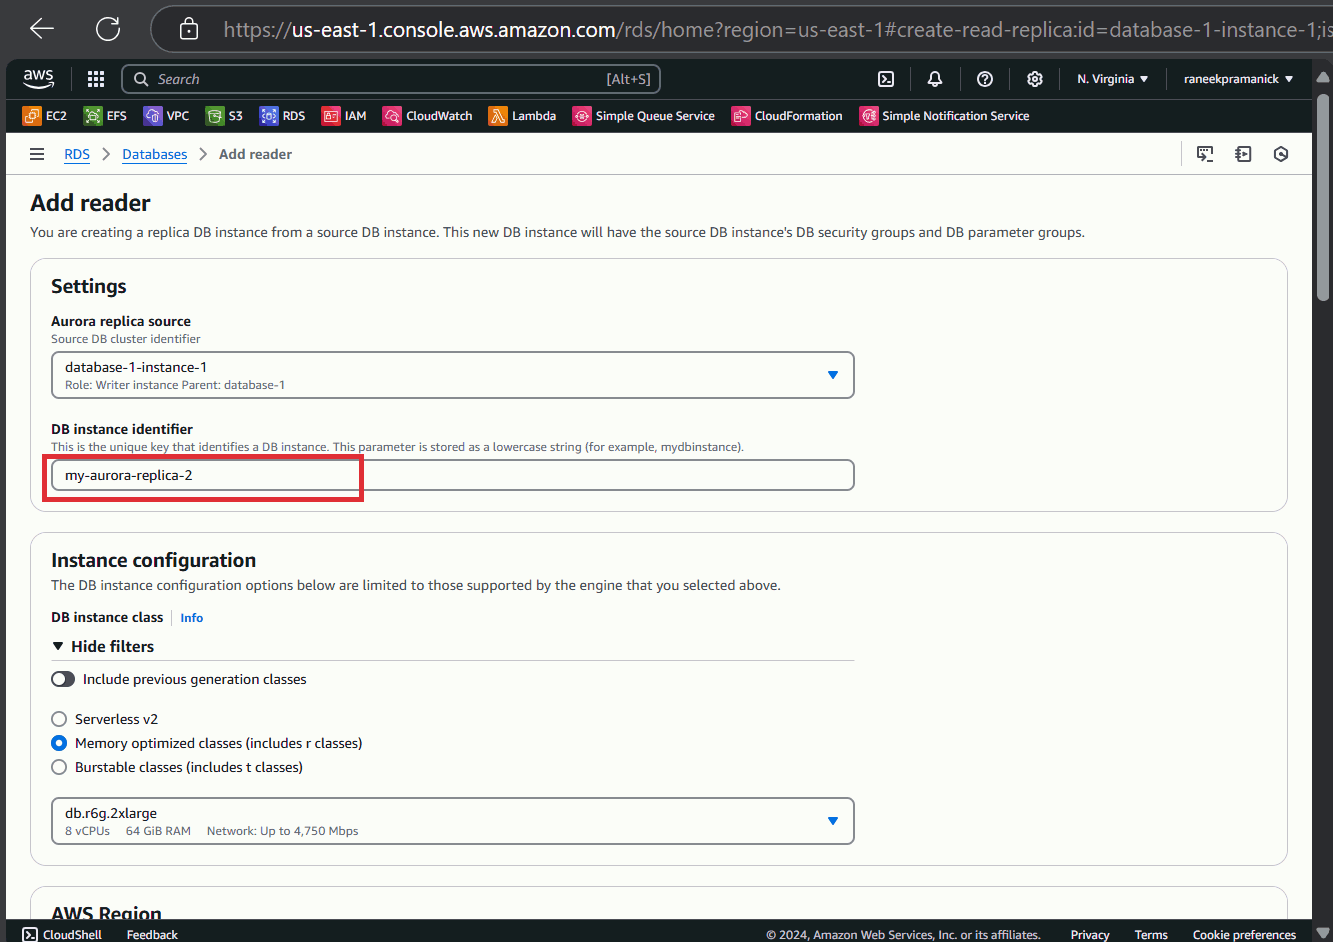 https://us-east-1.console.aws.amazon.com/rds/home?region=us-east-1#create-read-replica:id=database-1-instance-1;is
aws Search [Alt+S] N. Virginia raneekpramanick
EC2 EFS VPC S3 RDS IAM CloudWatch Lambda Simple Queue Service CloudFormation Simple Notification Service
RDS Databases Add reader
Add reader
You are creating a replica DB instance from a source DB instance. This new DB instance will have the source DB instance's DB security groups and DB parameter groups.
Settings
Aurora replica source
Source DB cluster identifier
database-1-instance-1
Role: Writer instance Parent: database-1
DB instance identifier
This is the unique key that identifies a DB instance. This parameter is stored as a lowercase string (for example, mydbinstance).
my-aurora-replica-2
Instance configuration
The DB instance configuration options below are limited to those supported by the engine that you selected above.
DB instance class Info
Hide filters
Include previous generation classes
Serverless v2
Memory optimized classes (includes r classes)
Burstable classes (includes t classes)
db.r6g.2xlarge
8 vCPUs 64 GiB RAM Network: Up to 4,750 Mbps
AWS Region
CloudShell Feedback © 2024, Amazon Web Services, Inc. or its affiliates. Privacy Terms Cookie preferences